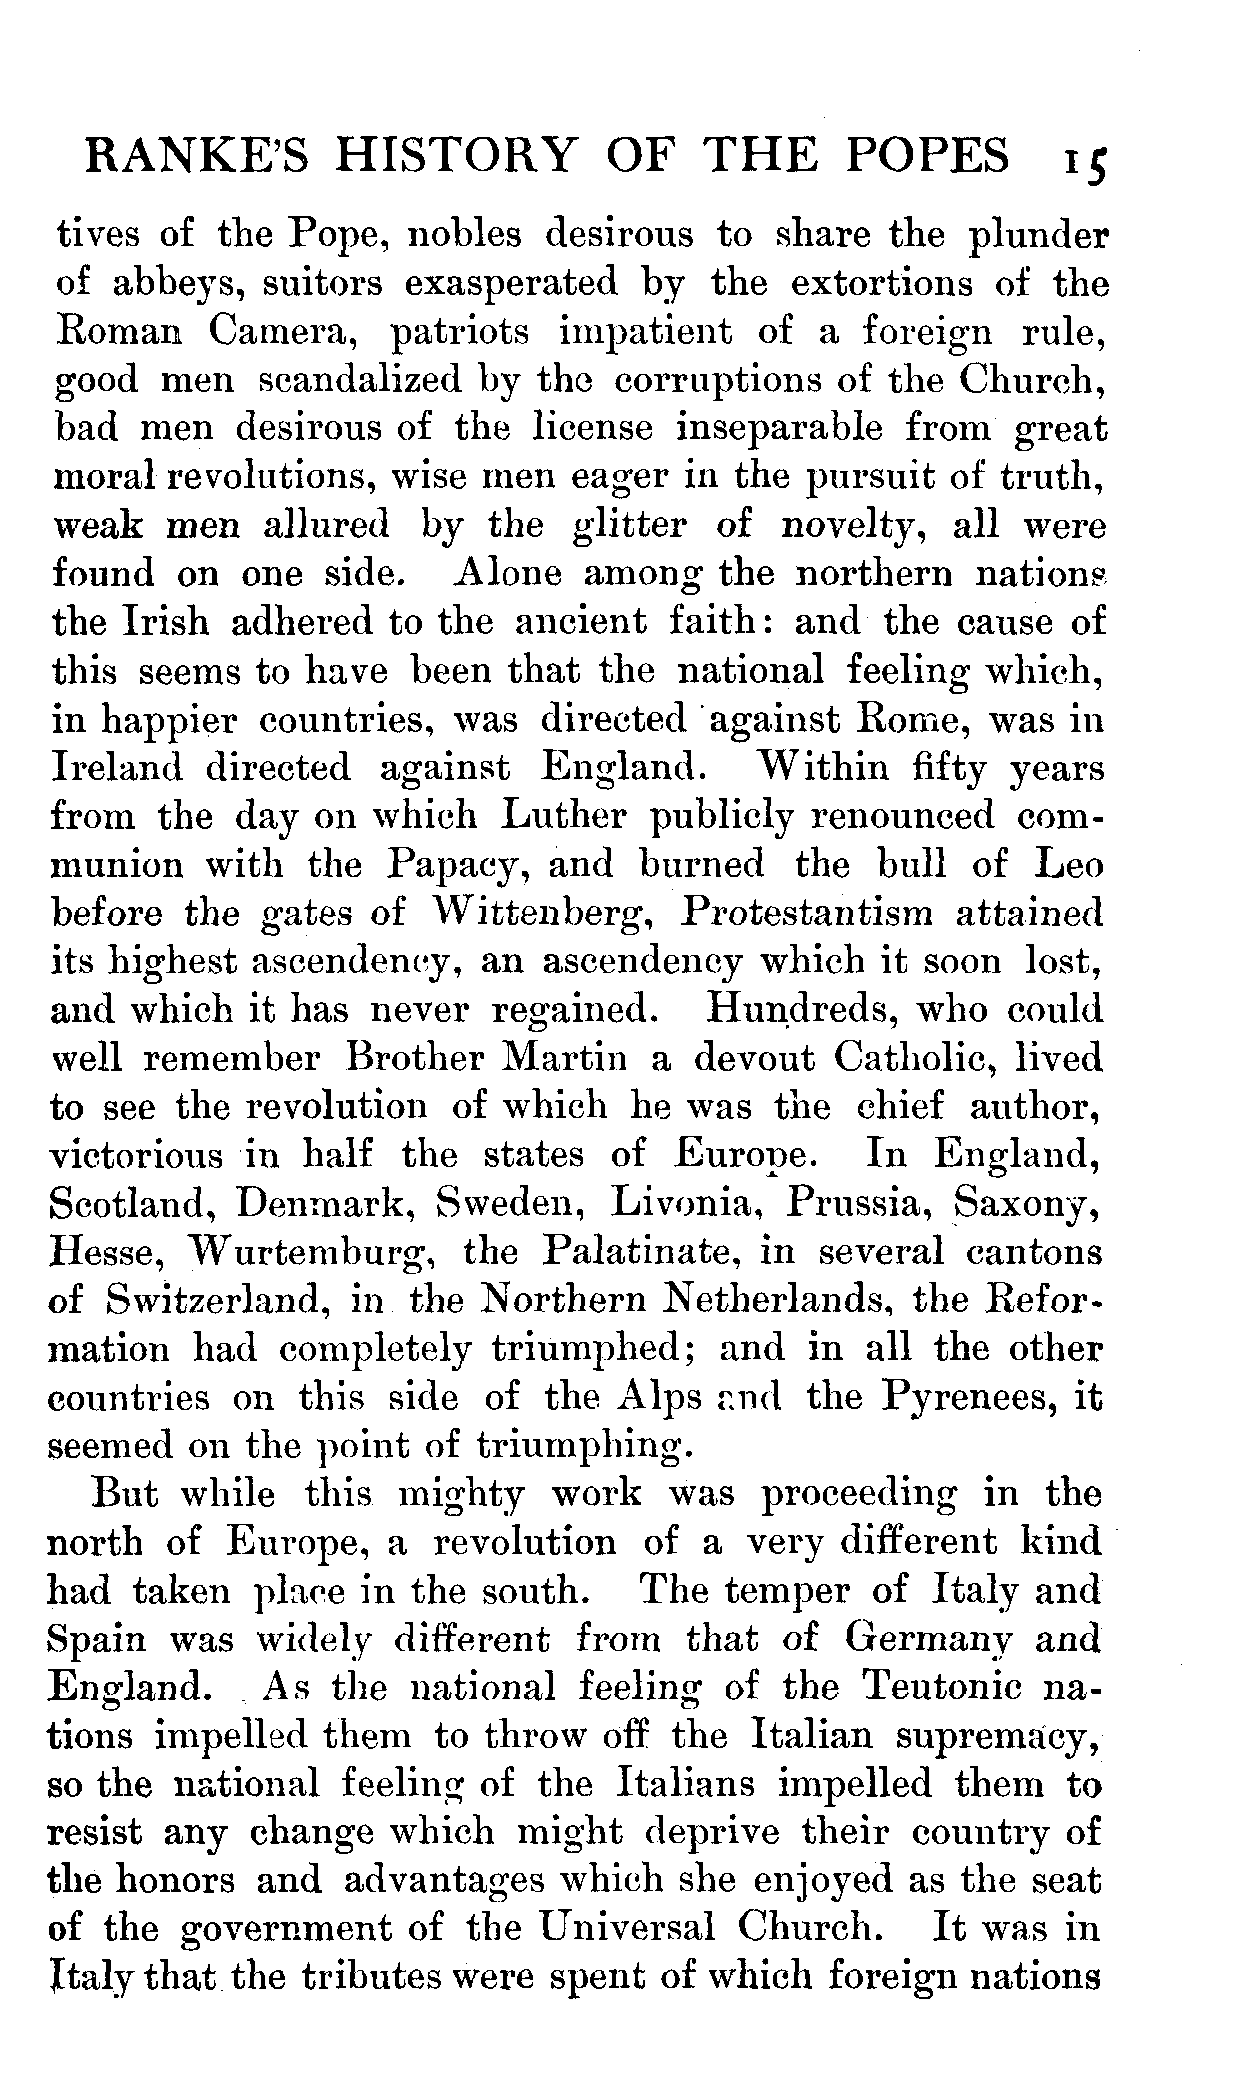 RANKE'S HISTORY OF THE POPES 15
tives of the Pope, nobles desirous to share the plunder
of abbeys, suitors exasperated by the extortions of the
Roman Camera, patriots impatient of a foreign rule,
good men scandalized by the corruptions of the Church,
bad men desirous of the license inseparable from great
moral revolutions, wise men eager in the pursuit of truth,
weak men allured by the glitter of novelty, all were
found on one side. Alone among the northern nations
the Irish adhered to the ancient faith: and the cause of
this seems to have been that the national feeling which,
in happier countries, was directed against Rome, was in
Ireland directed against England. Within fifty years
from the day on which Luther publicly renounced com-
munion with the Papacy, and burned the bull of Leo
before the gates of Wittenberg, Protestantism attained
its highest ascendency, an ascendency which it soon lost,
and which it has never regained. Hundreds, who could
well remember Brother Martin a devout Catholic, lived
to see the revolution of which he was the chief author,
victorious in half the states of Europe. In England,
Scotland, Denmark, Sweden, Livonia, Prussia, Saxony,
Hesse, Wurtemburg, the Palatinate, in several cantons
of Switzerland, in the Northern Netherlands, the Refor-
mation had completely triumphed; and in all the other
countries on this side of the Alps and the Pyrenees, it
seemed on the point of triumphing.
But while this mighty work was proceeding in the
north of Europe, a revolution of a very different kind
had taken place in the south. The temper of Italy and
Spain was widely different from that of Germany and
England. As the national feeling of the Teutonic na-
tions impelled them to throw off the Italian supremacy,
so the national feeling of the Italians impelled them to
resist any change which might deprive their country of
the honors and advantages which she enjoyed as the seat
of the government of the Universal Church. It was in
Italy that the tributes were spent of which foreign nations